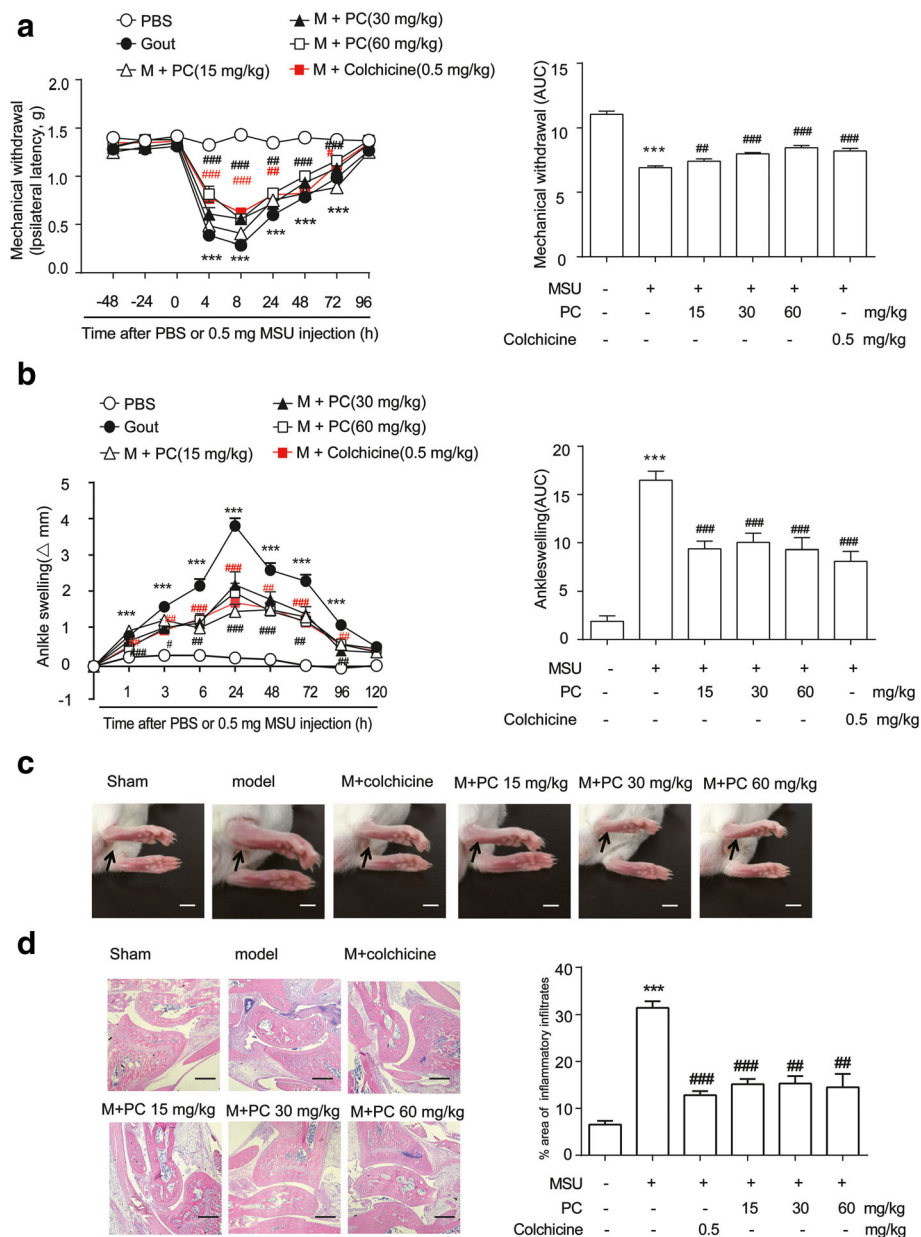 a
PBS
Gout
M + PC(15 mg/kg)
M + PC(30 mg/kg)
M + PC(60 mg/kg)
M + Colchicine(0.5 mg/kg)
Mechanical withdrawal
(Ipsilateral latency, g)
2.0
1.5
1.0
0.5
0.0
### ### ## ### ###
### ### ## #
*** *** *** *** ***
-48 -24 0 4 8 24 48 72 96
Time after PBS or 0.5 mg MSU injection (h)
Mechanical withdrawal (AUC)
15
10
5
0
*** ## ### ### ###
MSU - + + + + +
PC - - 15 30 60 - mg/kg
Colchicine - - - - - 0.5 mg/kg
b
PBS
Gout
M + PC(15 mg/kg)
M + PC(30 mg/kg)
M + PC(60 mg/kg)
M + Colchicine(0.5 mg/kg)
Anlkle swelling(△ mm)
5
4
3
2
1
0
-1
*** *** *** *** *** *** ***
## ## ### ### ## ### ##
### # ## ### ### ## ##
1 3 6 24 48 72 96 120
Time after PBS or 0.5 mg MSU injection (h)
Ankleswelling(AUC)
20
15
10
5
0
*** ### ### ### ###
MSU - + + + + +
PC - - 15 30 60 - mg/kg
Colchicine - - - - - 0.5 mg/kg
c
Sham model M+colchicine M+PC 15 mg/kg M+PC 30 mg/kg M+PC 60 mg/kg
d
Sham model M+colchicine
M+PC 15 mg/kg M+PC 30 mg/kg M+PC 60 mg/kg
% area of inflammatory infiltrates
40
30
20
10
0
*** ### ### ## ##
MSU - + + + + +
PC - - - 15 30 60 mg/kg
Colchicine - - 0.5 - - - mg/kg